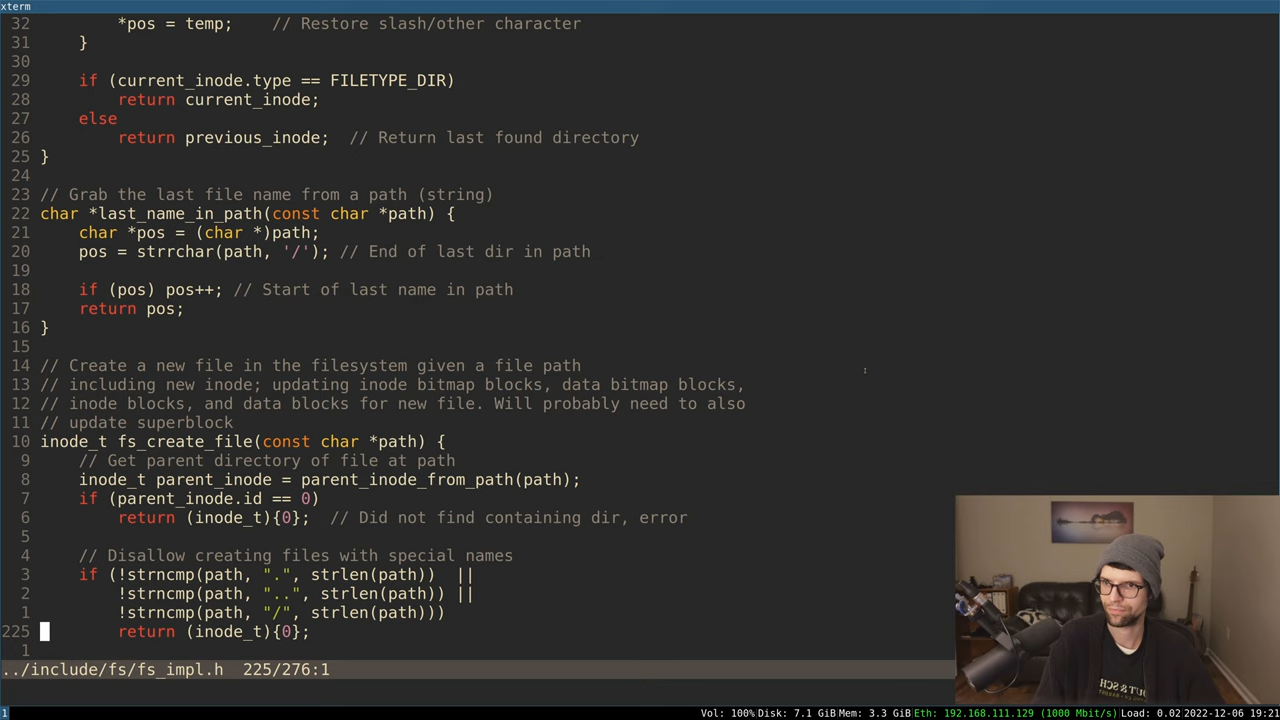 xterm
32         *pos = temp;    // Restore slash/other character
31     }
30
29     if (current_inode.type == FILETYPE_DIR)
28         return current_inode;
27     else
26         return previous_inode;  // Return last found directory
25 }
24
23 // Grab the last file name from a path (string)
22 char *last_name_in_path(const char *path) {
21     char *pos = (char *)path;
20     pos = strrchar(path, '/'); // End of last dir in path
19
18     if (pos) pos++; // Start of last name in path
17     return pos;
16 }
15
14 // Create a new file in the filesystem given a file path
13 // including new inode; updating inode bitmap blocks, data bitmap blocks,
12 // inode blocks, and data blocks for new file. Will probably need to also
11 // update superblock
10 inode_t fs_create_file(const char *path) {
9     // Get parent directory of file at path
8     inode_t parent_inode = parent_inode_from_path(path);
7     if (parent_inode.id == 0)
6         return (inode_t){0};  // Did not find containing dir, error
5
4     // Disallow creating files with special names
3     if (!strncmp(path, ".", strlen(path))  ||
2         !strncmp(path, "..", strlen(path)) ||
1         !strncmp(path, "/", strlen(path)))
225         return (inode_t){0};
1
../include/fs/fs_impl.h  225/276:1
1 Vol: 100% Disk: 7.1 GiB Mem: 3.3 GiB Eth: 192.168.111.129 (1000 Mbit/s) Load: 0.02 2022-12-06 19:21